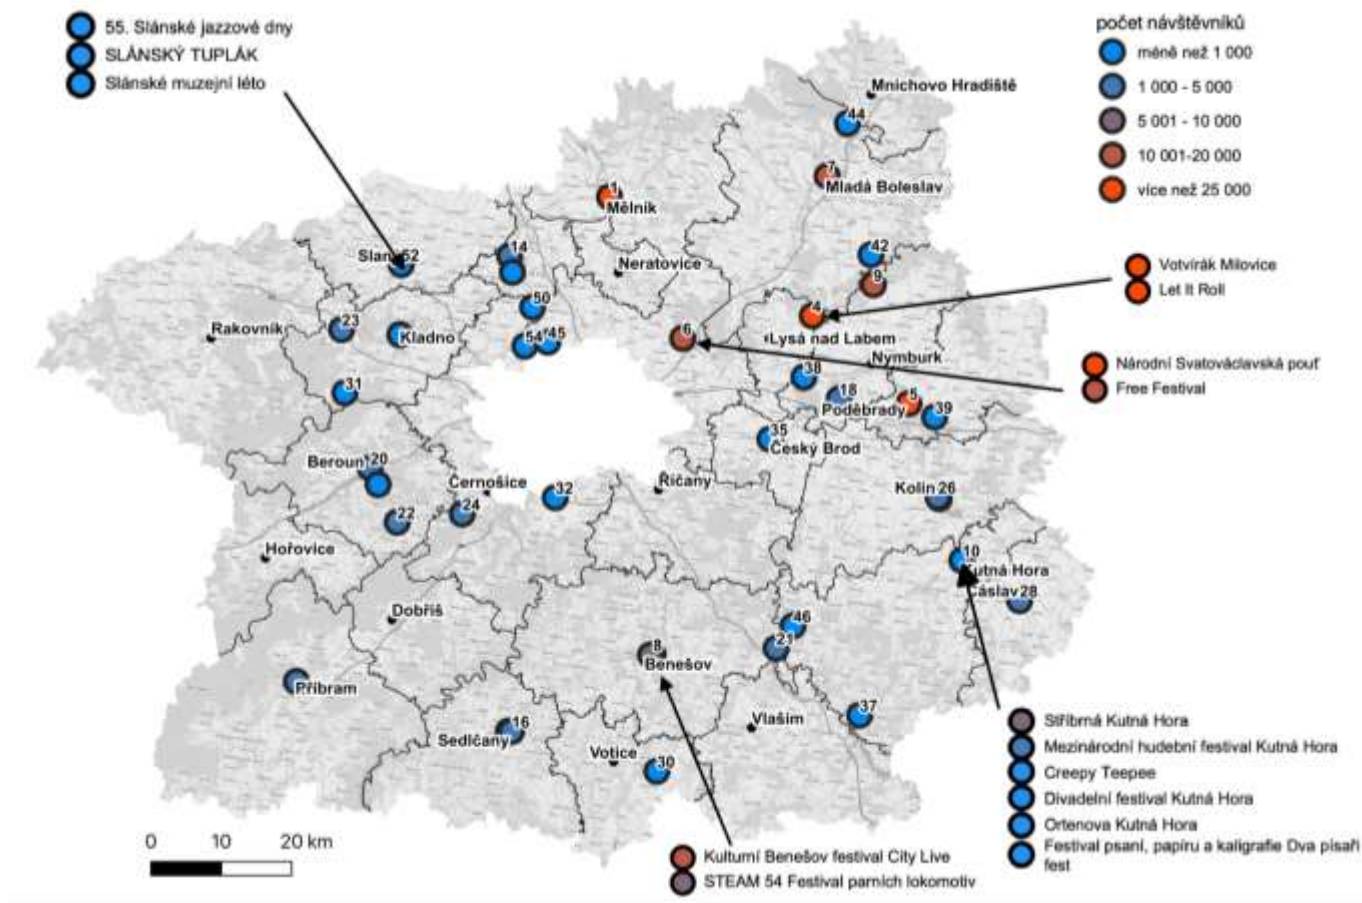 55. Slánské jazzové dny
SLÁNSKÝ TUPLÁK
Slánské muzejní léto
počet návštěvníků
méně než 1 000
1 000 - 5 000
5 001 - 10 000
10 001-20 000
více než 25 000
Mnichovo Hradiště
44
7
Mladá Boleslav
1
Mělník
Slaný 52
14
Neratovice
42
9
Votvírák Milovice
Let It Roll
50
4
Rakovník
23
Kladno
54
45
6
Lysá nad Labem
Nymburk
Národní Svatováclavská pouť
Free Festival
31
38
18
Poděbrady
5
39
35
Český Brod
Beroun 20
Černošice
24
32
Říčany
Kolín 26
22
Hořovice
10
Kutná Hora
Čáslav 28
Dobříš
46
21
8
Benešov
Příbram
16
Sedlčany
Votice
30
Vlašim
37
Stříbrná Kutná Hora
Mezinárodní hudební festival Kutná Hora
Creepy Teepee
Divadelní festival Kutná Hora
Ortenova Kutná Hora
Festival psaní, papíru a kaligrafie Dva písaři
fest
0 10 20 km
Kulturní Benešov festival City Live
STEAM 54 Festival parních lokomotiv